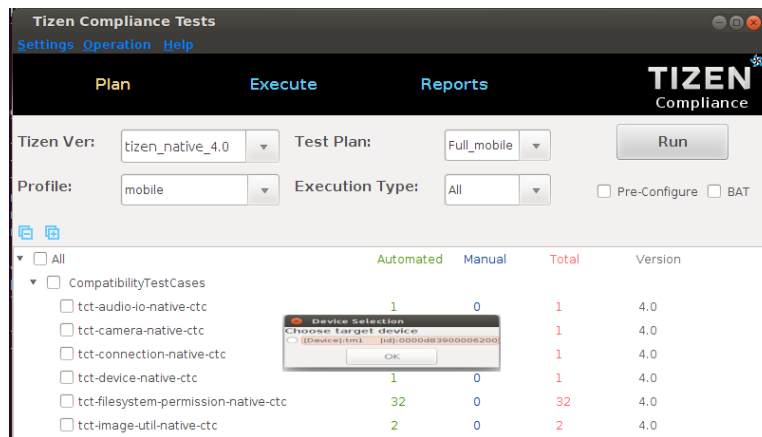 Tizen Compliance Tests
Settings Operation Help
Plan Execute Reports
TIZEN
Compliance
Tizen Ver: tizen_native_4.0 Test Plan: Full_mobile Run
Profile: mobile Execution Type: All Pre-Configure BAT
All Automated Manual Total Version
CompatibilityTestCases
tct-audio-io-native-ctc 1 0 1 4.0
tct-camera-native-ctc 1 4.0
tct-connection-native-ctc 1 4.0
tct-device-native-ctc 1 0 1 4.0
tct-filesystem-permission-native-ctc 32 0 32 4.0
tct-image-util-native-ctc 2 0 2 4.0
Device Selection
Choose target device
[Device]:tm1 [id]:0000d83900006200
OK